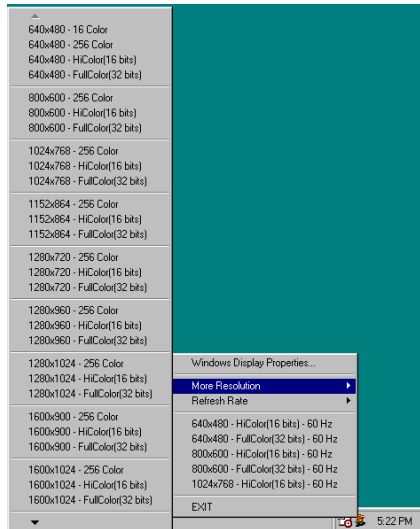 640x480 - 16 Color
640x480 - 256 Color
640x480 - HiColor(16 bits)
640x480 - FullColor(32 bits)
800x600 - 256 Color
800x600 - HiColor(16 bits)
800x600 - FullColor(32 bits)
1024x768 - 256 Color
1024x768 - HiColor(16 bits)
1024x768 - FullColor(32 bits)
1152x864 - 256 Color
1152x864 - HiColor(16 bits)
1152x864 - FullColor(32 bits)
1280x720 - 256 Color
1280x720 - HiColor(16 bits)
1280x720 - FullColor(32 bits)
1280x960 - 256 Color
1280x960 - HiColor(16 bits)
1280x960 - FullColor(32 bits)
1280x1024 - 256 Color
1280x1024 - HiColor(16 bits)
1280x1024 - FullColor(32 bits)
1600x900 - 256 Color
1600x900 - HiColor(16 bits)
1600x900 - FullColor(32 bits)
1600x1024 - 256 Color
1600x1024 - HiColor(16 bits)
1600x1024 - FullColor(32 bits)
Windows Display Properties...
More Resolution
Refresh Rate
640x480 - HiColor(16 bits) - 60 Hz
640x480 - FullColor(32 bits) - 60 Hz
800x600 - HiColor(16 bits) - 60 Hz
800x600 - FullColor(32 bits) - 60 Hz
1024x768 - HiColor(16 bits) - 60 Hz
EXIT
5:22 PM